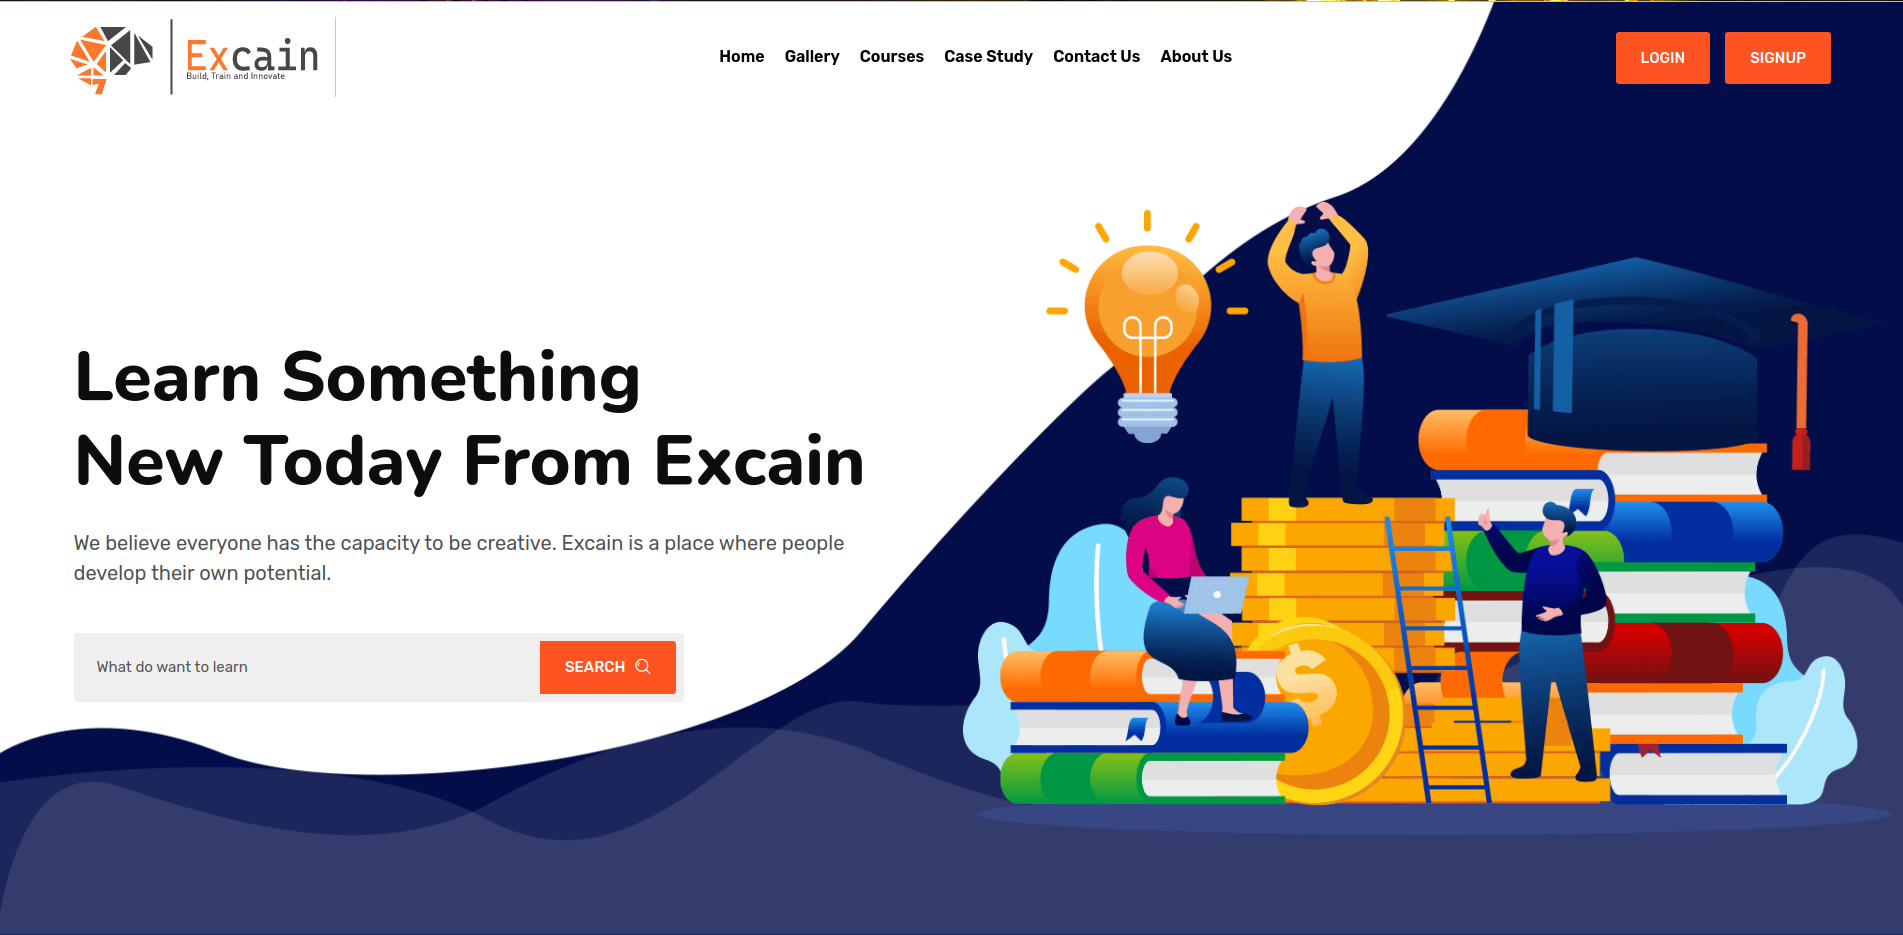 Excain
Build, Train and Innovate
Home Gallery Courses Case Study Contact Us About Us
LOGIN SIGNUP
Learn Something
New Today From Excain
We believe everyone has the capacity to be creative. Excain is a place where people
develop their own potential.
What do want to learn SEARCH
$